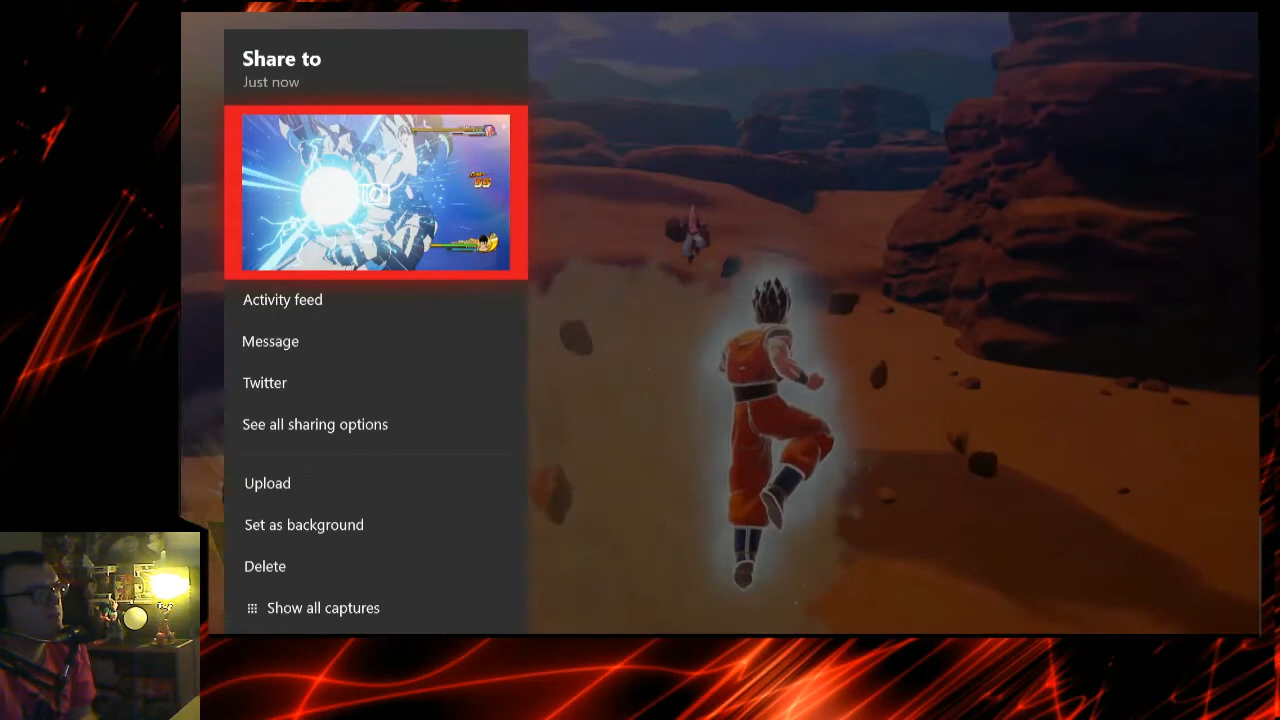 Share to
Just now
Activity feed
Message
Twitter
See all sharing options
Upload
Set as background
Delete
Show all captures